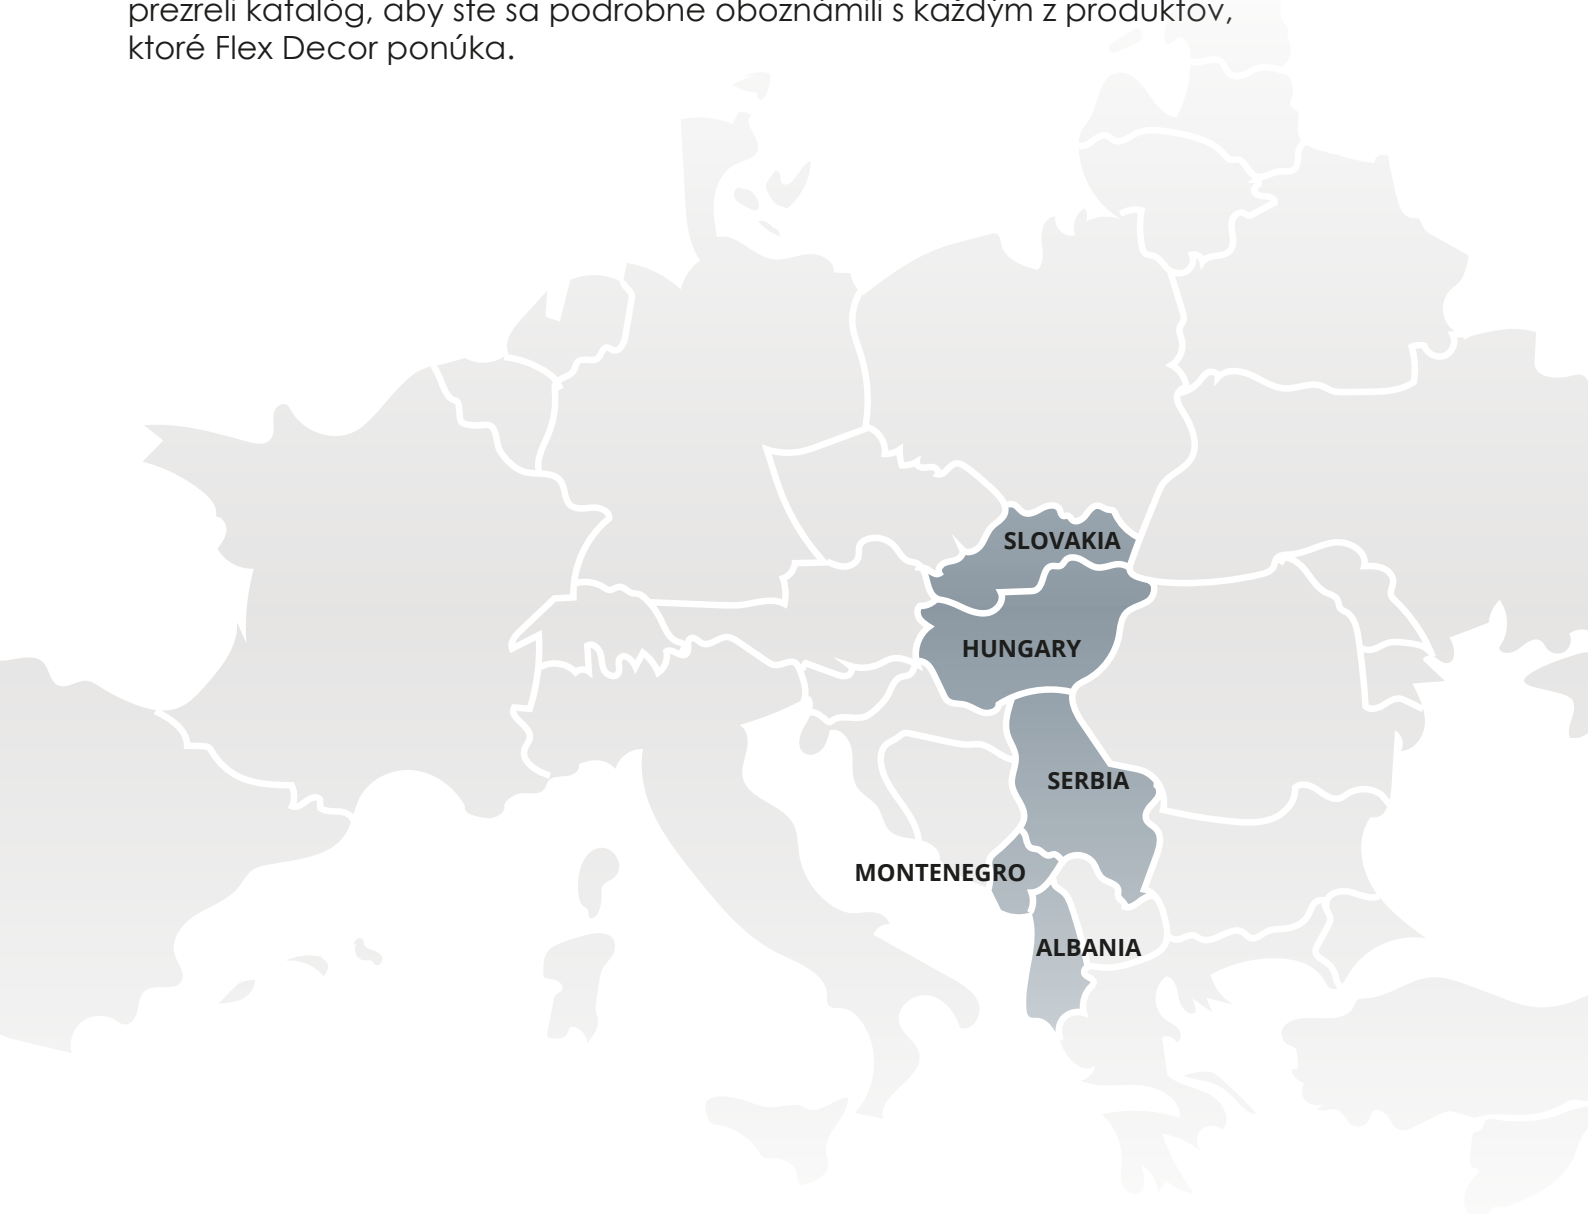 prezreli katalóg, aby ste sa podrobne oboznámili s každým z produktov,
ktoré Flex Decor ponúka.
SLOVAKIA
HUNGARY
SERBIA
MONTENEGRO
ALBANIA